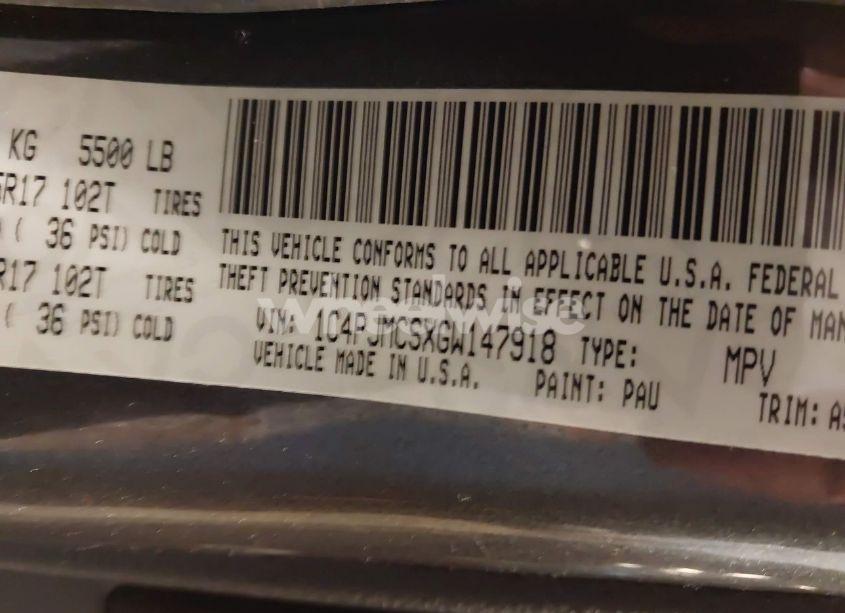 KG 5500 LB
R17 102T TIRES
( 36 PSI) COLD
R17 102T TIRES
( 36 PSI) COLD
THIS VEHICLE CONFORMS TO ALL APPLICABLE U.S.A. FEDERAL
THEFT PREVENTION STANDARDS IN EFFECT ON THE DATE OF MAN
VIN: 1C4PJMCSXGW147918 TYPE: MPV
VEHICLE MADE IN U.S.A. PAINT: PAU TRIM: A
wheelwise